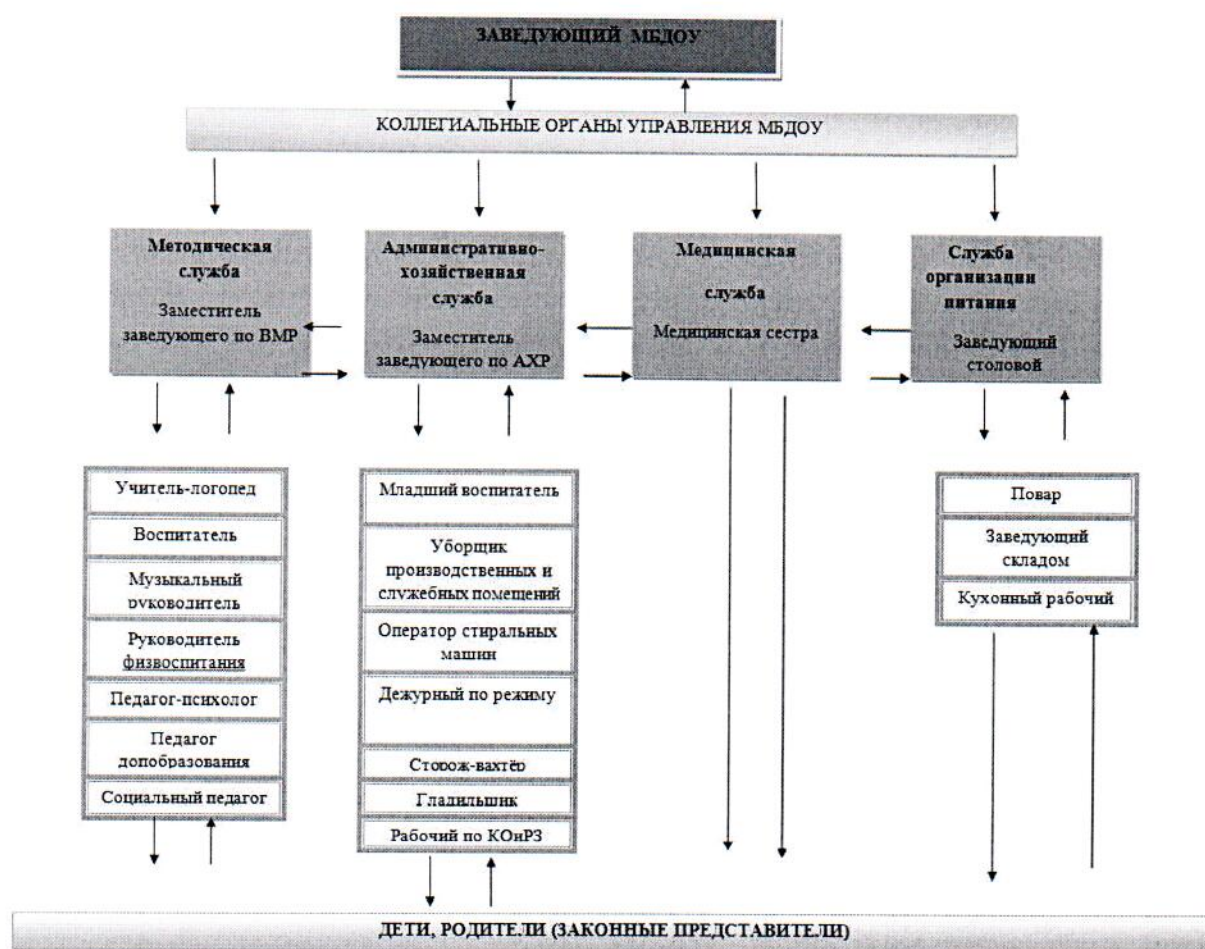 ЗАВЕДУЮЩИЙ МБДОУ
КОЛЛЕГИАЛЬНЫЕ ОРГАНЫ УПРАВЛЕНИЯ МБДОУ
Методическая
служба
Заместитель
заведующего по ВМР
Административно-
хозяйственная
служба
Заместитель
заведующего по АХР
Медицинская
служба
Медицинская сестра
Служба
организации
питания
Заведующий
столовой
Учитель-логопед
Воспитатель
Музыкальный
руководитель
Руководитель
физвоспитания
Педагог-психолог
Педагог
допобразования
Социальный педагог
Младший воспитатель
Уборщик
производственных и
служебных помещений
Оператор стиральных
машин
Дежурный по режиму
Сторож-вахтёр
Гладильщик
Рабочий по КОиРЗ
Повар
Заведующий
складом
Кухонный рабочий
ДЕТИ, РОДИТЕЛИ (ЗАКОННЫЕ ПРЕДСТАВИТЕЛИ)